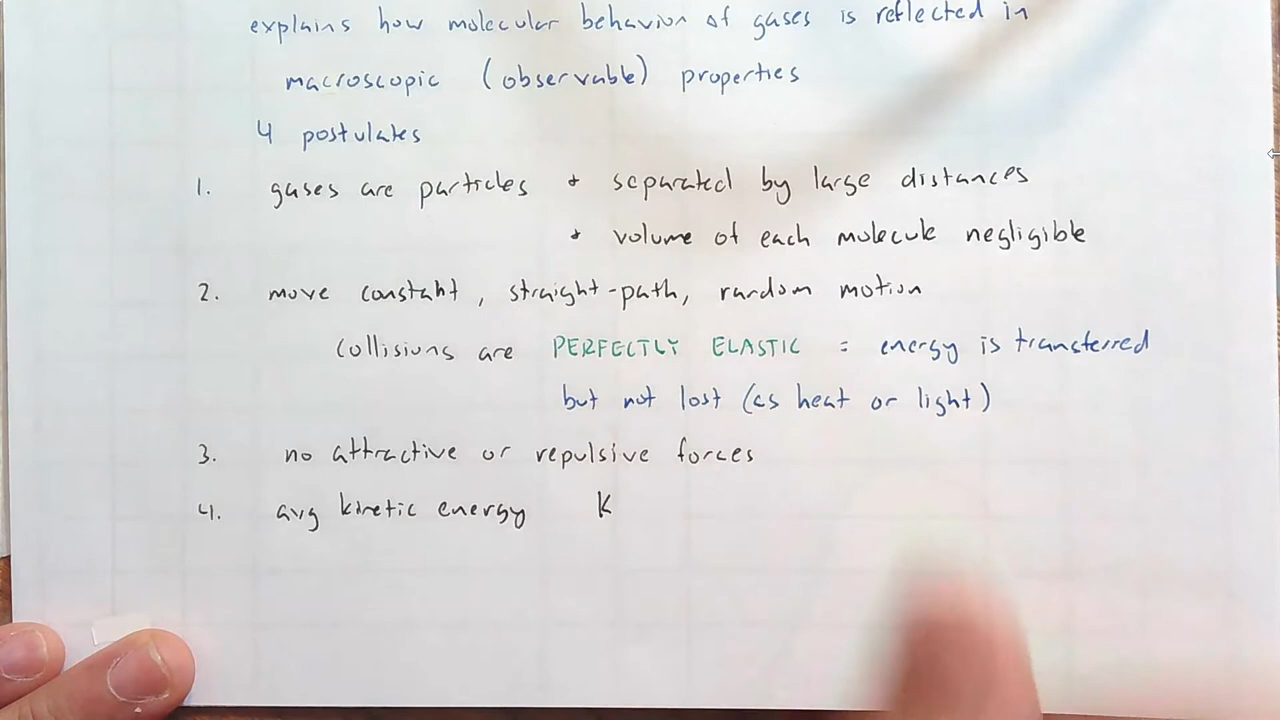 explains how molecular behavior of gases is reflected in
macroscopic (observable) properties
4 postulates
1. gases are particles + separated by large distances
+ volume of each molecule negligible
2. move constant, straight-path, random motion
collisions are PERFECTLY ELASTIC = energy is transferred
but not lost (as heat or light)
3. no attractive or repulsive forces
4. avg kinetic energy K